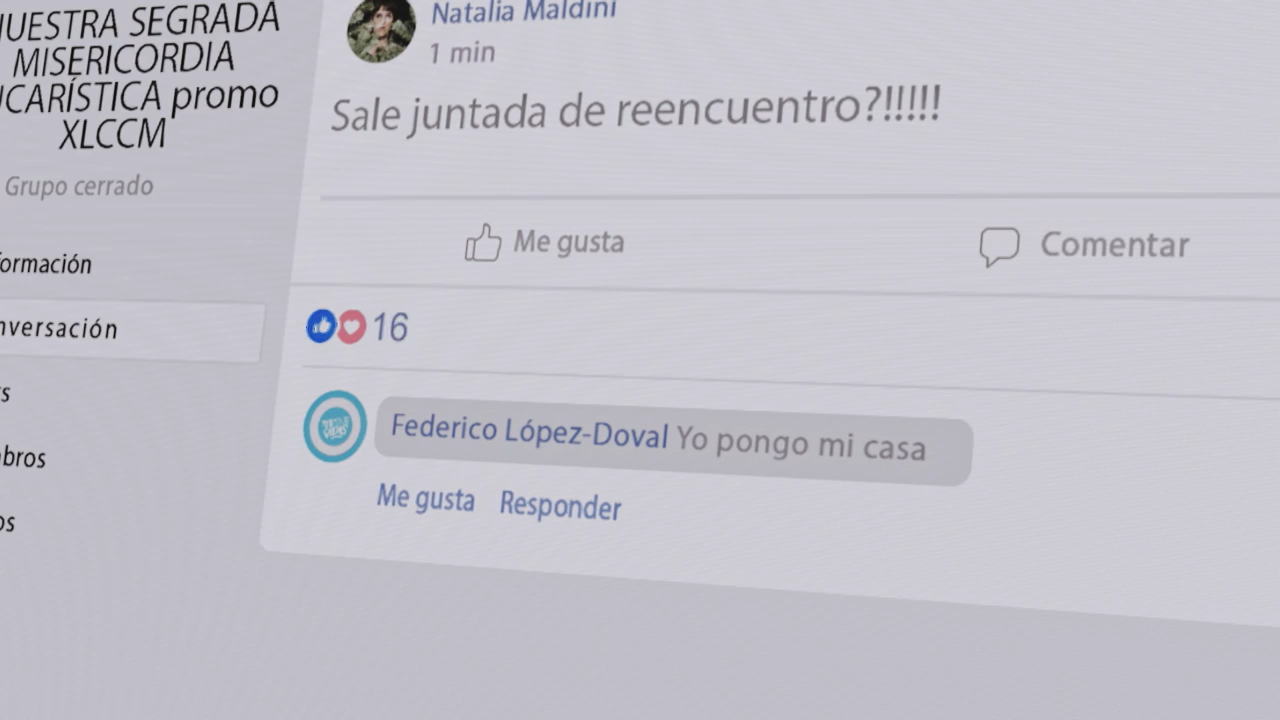 NUESTRA SEGRADA
MISERICORDIA
UCARÍSTICA promo
XLCCM
Grupo cerrado
formación
nversación
s
bros
os
Natalia Maldini
1 min
Sale juntada de reencuentro?!!!!!
Me gusta
Comentar
16
Federico López-Doval Yo pongo mi casa
Me gusta Responder